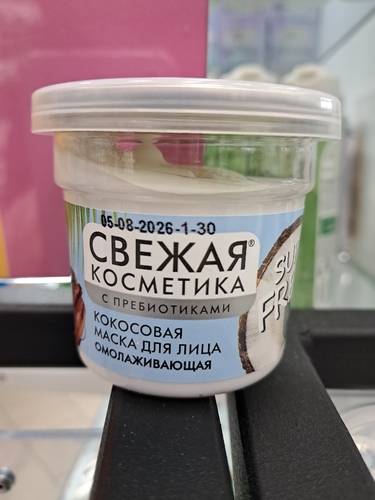 05-08-2026-1-30
СВЕЖАЯ®
КОСМЕТИКА
С ПРЕБИОТИКАМИ
КОКОСОВАЯ
МАСКА ДЛЯ ЛИЦА
ОМОЛАЖИВАЮЩАЯ